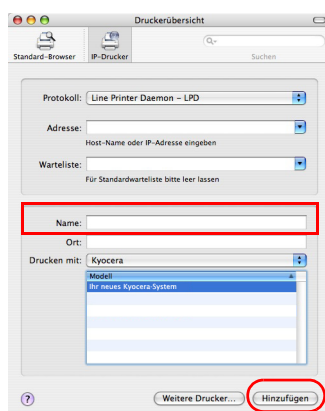 Druckerübersicht
Standard-Browser IP-Drucker Suchen
Protokoll: Line Printer Daemon – LPD
Adresse:
Host-Name oder IP-Adresse eingeben
Warteliste:
Für Standardwarteliste bitte leer lassen
Name:
Ort:
Drucken mit: Kyocera
Modell
Ihr neues Kyocera-System
? Weitere Drucker... Hinzufügen